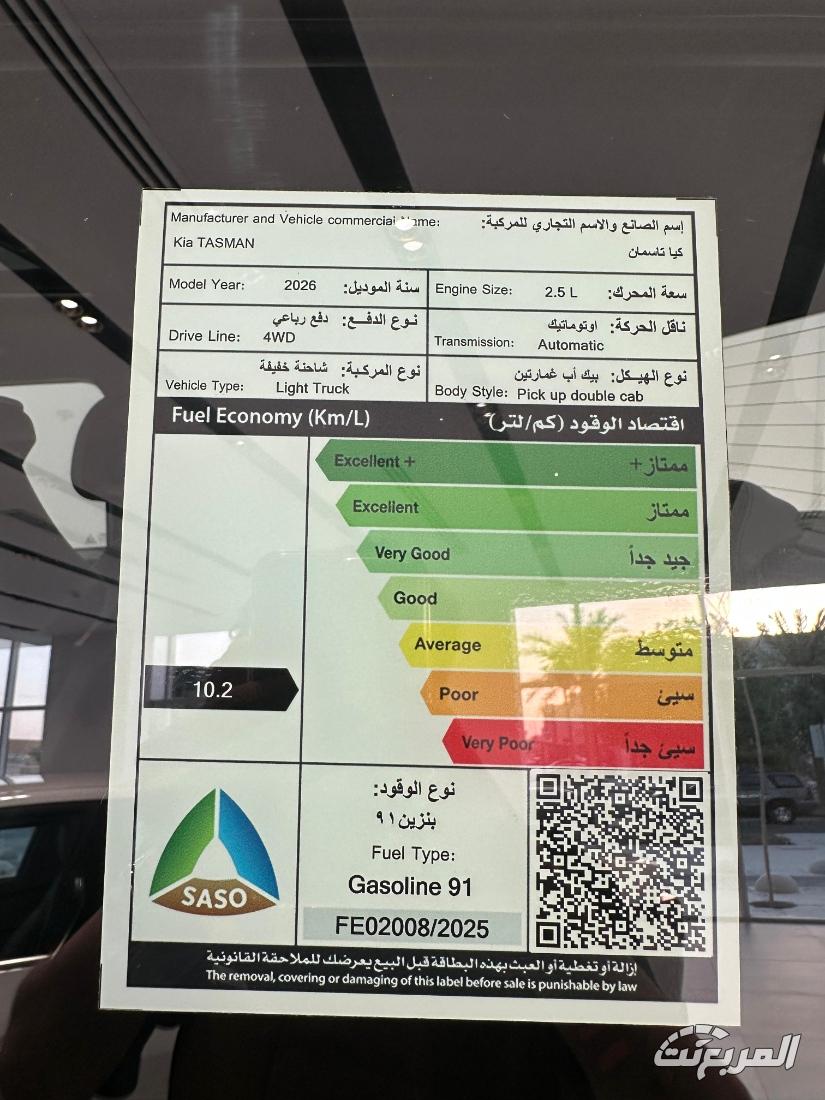 Manufacturer and Vehicle commercial Name: إسم الصانع والاسم التجاري للمركبة:
Kia TASMAN كيا تاسمان
Model Year: 2026 سنة الموديل:
Engine Size: 2.5 L سعة المحرك:
نوع الدفع: دفع رباعي
Drive Line: 4WD
ناقل الحركة: اوتوماتيك
Transmission: Automatic
نوع المركبة: شاحنة خفيفة
Vehicle Type: Light Truck
نوع الهيكل: بيك أب غمارتين
Body Style: Pick up double cab
Fuel Economy (Km/L) اقتصاد الوقود (كم/لتر)
Excellent + ممتاز+
Excellent ممتاز
Very Good جيد جداً
Good
Average متوسط
10.2
Poor سيئ
Very Poor سيئ جداً
SASO
نوع الوقود:
بنزين ٩١
Fuel Type:
Gasoline 91
FE02008/2025
إزالة أو تغطية أو العبث بهذه البطاقة قبل البيع يعرضك للملاحقة القانونية
The removal, covering or damaging of this label before sale is punishable by law
المربع نت